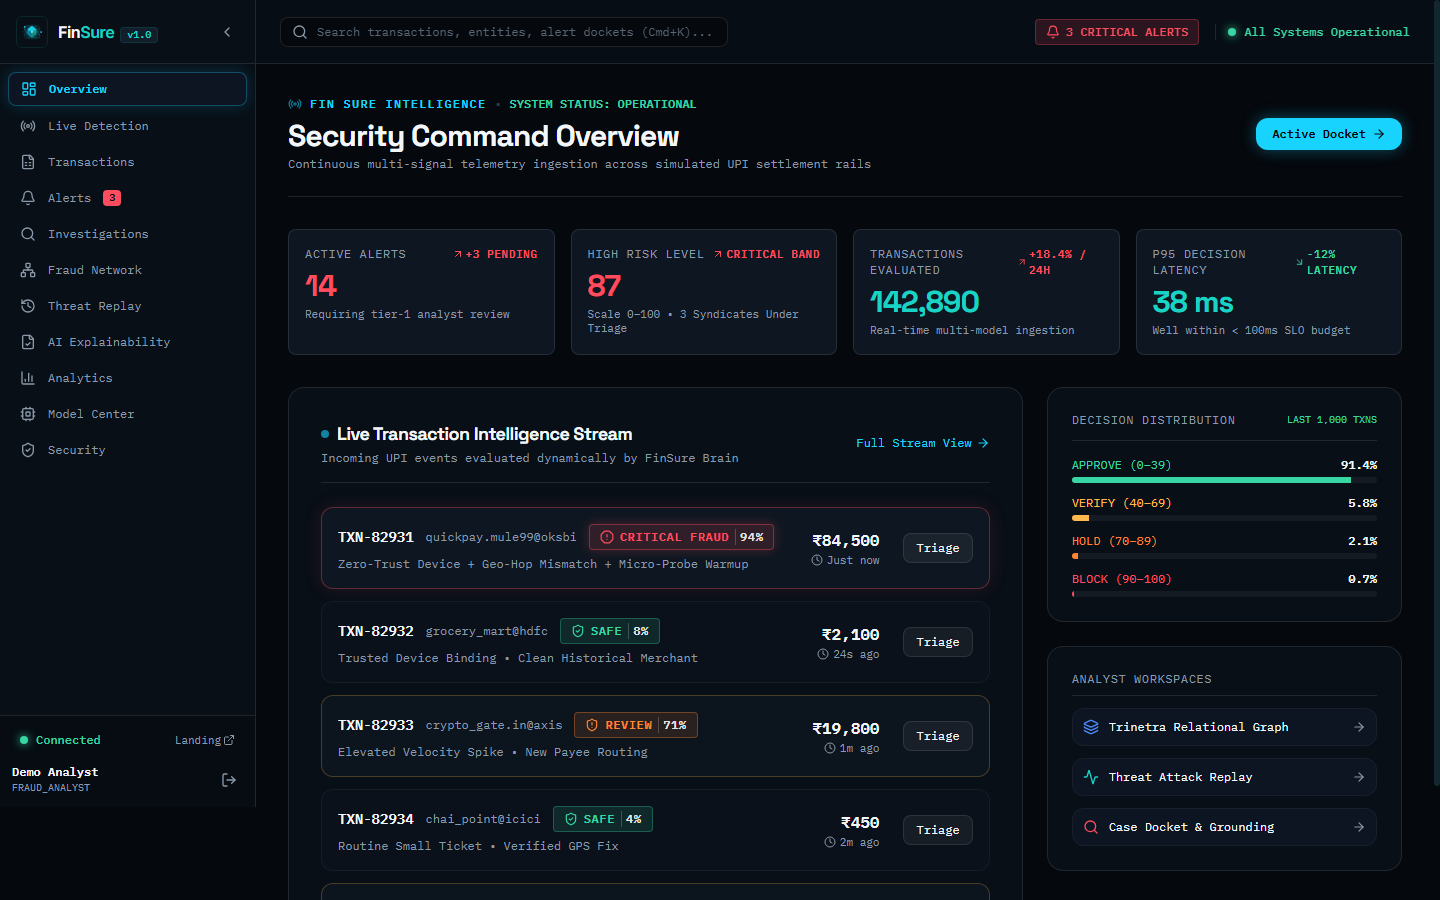 FinSure v1.0
Search transactions, entities, alert dockets (Cmd+K)...
3 CRITICAL ALERTS
All Systems Operational
Overview
Live Detection
Transactions
Alerts 3
Investigations
Fraud Network
Threat Replay
AI Explainability
Analytics
Model Center
Security
Connected
Landing
Demo Analyst
FRAUD_ANALYST
FIN SURE INTELLIGENCE • SYSTEM STATUS: OPERATIONAL
Security Command Overview
Continuous multi-signal telemetry ingestion across simulated UPI settlement rails
Active Docket →
ACTIVE ALERTS
+3 PENDING
14
Requiring tier-1 analyst review
HIGH RISK LEVEL
CRITICAL BAND
87
Scale 0–100 • 3 Syndicates Under
Triage
TRANSACTIONS
EVALUATED
+18.4% /
24H
142,890
Real-time multi-model ingestion
P95 DECISION
LATENCY
-12%
LATENCY
38 ms
Well within < 100ms SLO budget
Live Transaction Intelligence Stream
Incoming UPI events evaluated dynamically by FinSure Brain
Full Stream View →
TXN-82931 quickpay.mule99@oksbi CRITICAL FRAUD 94%
Zero-Trust Device + Geo-Hop Mismatch + Micro-Probe Warmup
₹84,500
Just now
Triage
TXN-82932 grocery_mart@hdfc SAFE 8%
Trusted Device Binding • Clean Historical Merchant
₹2,100
24s ago
Triage
TXN-82933 crypto_gate.in@axis REVIEW 71%
Elevated Velocity Spike • New Payee Routing
₹19,800
1m ago
Triage
TXN-82934 chai_point@icici SAFE 4%
Routine Small Ticket • Verified GPS Fix
₹450
2m ago
Triage
DECISION DISTRIBUTION
LAST 1,000 TXNS
APPROVE (0–39) 91.4%
VERIFY (40–69) 5.8%
HOLD (70–89) 2.1%
BLOCK (90–100) 0.7%
ANALYST WORKSPACES
Trinetra Relational Graph →
Threat Attack Replay →
Case Docket & Grounding →